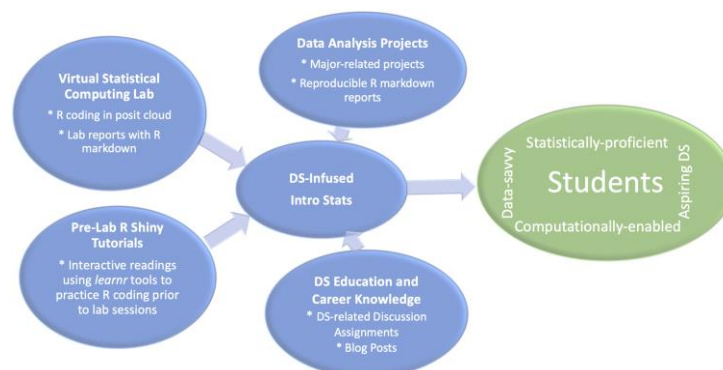 Data Analysis Projects
* Major-related projects
* Reproducible R markdown
reports
Virtual Statistical
Computing Lab
* R coding in posit cloud
* Lab reports with R
markdown
DS-Infused
Intro Stats
Statistically-proficient
Data-savvy
Students
Aspiring DS
Computationally-enabled
Pre-Lab R Shiny
Tutorials
* Interactive readings
using learnr tools to
practice R coding prior
to lab sessions
DS Education and
Career Knowledge
* DS-related Discussion
Assignments
* Blog Posts